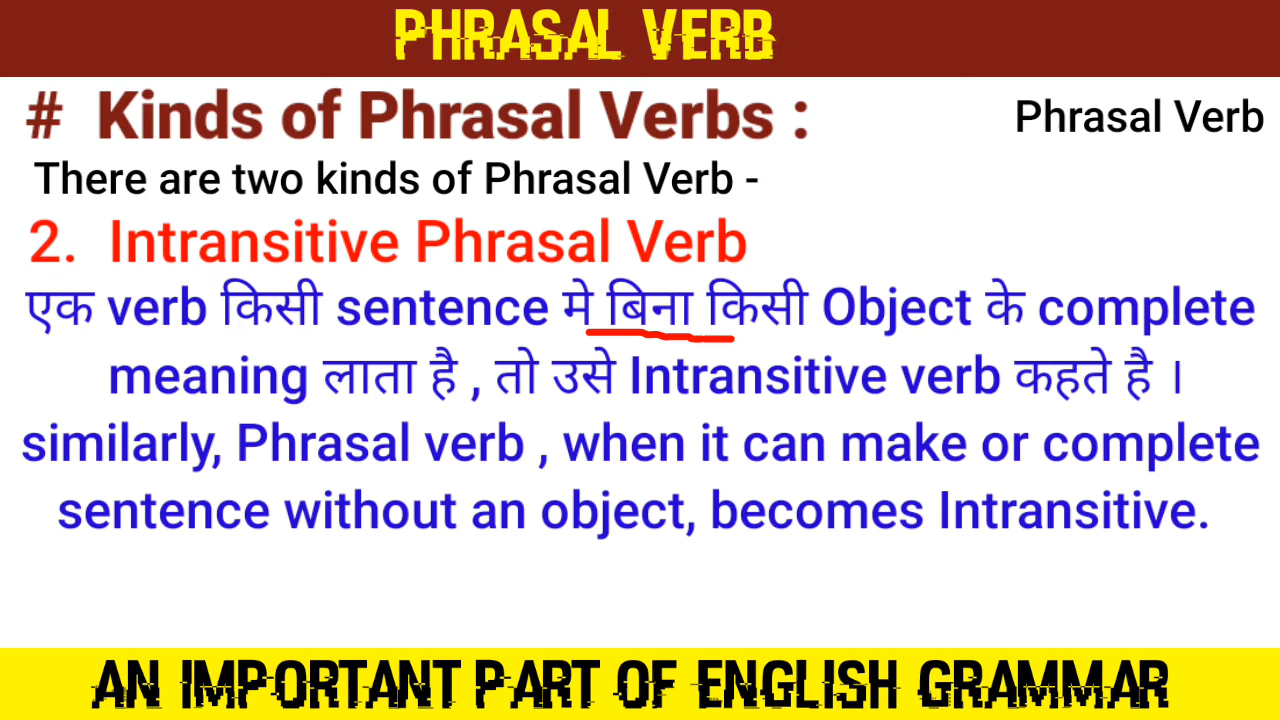 PHRASAL VERB
# Kinds of Phrasal Verbs :
Phrasal Verb
There are two kinds of Phrasal Verb -
2. Intransitive Phrasal Verb
एक verb किसी sentence मे बिना किसी Object के complete
meaning लाता है , तो उसे Intransitive verb कहते है ।
similarly, Phrasal verb , when it can make or complete
sentence without an object, becomes Intransitive.
AN IMPORTANT PART OF ENGLISH GRAMMAR